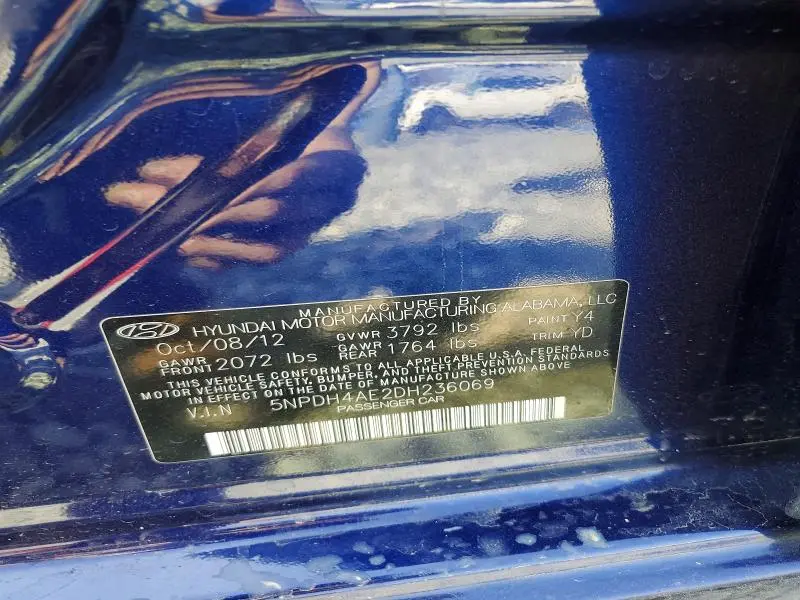 MANUFACTURED BY
HYUNDAI MOTOR MANUFACTURING ALABAMA, LLC
Oct/08/12 GVWR 3792 lbs PAINT Y4
GAWR FRONT 2072 lbs GAWR REAR 1764 lbs TRIM YD
THIS VEHICLE CONFORMS TO ALL APPLICABLE U.S.A. FEDERAL
MOTOR VEHICLE SAFETY, BUMPER, AND THEFT PREVENTION STANDARDS
IN EFFECT ON THE DATE OF MANUFACTURE SHOWN ABOVE
V.I.N 5NPDH4AE2DH236069
PASSENGER CAR